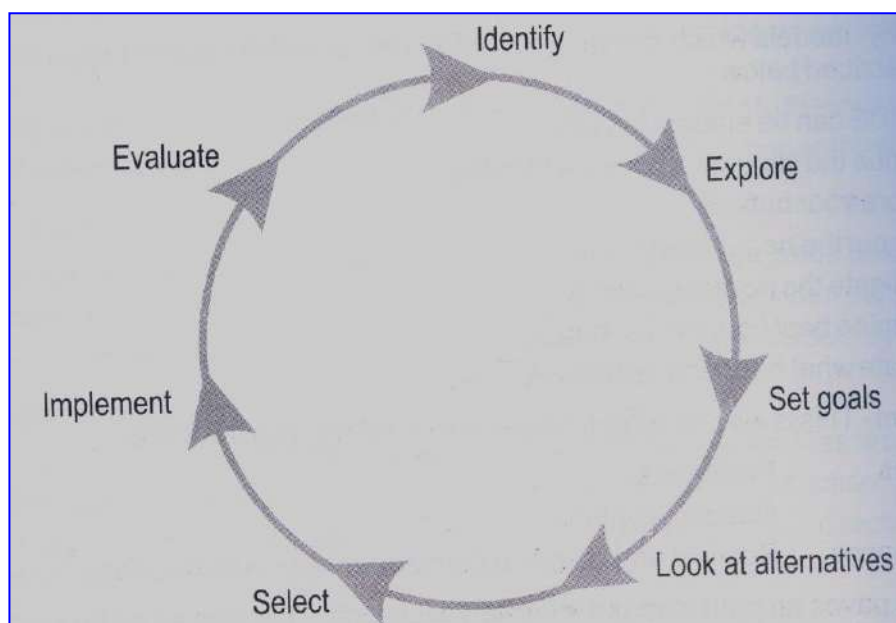 Identify
Explore
Set goals
Look at alternatives
Select
Implement
Evaluate